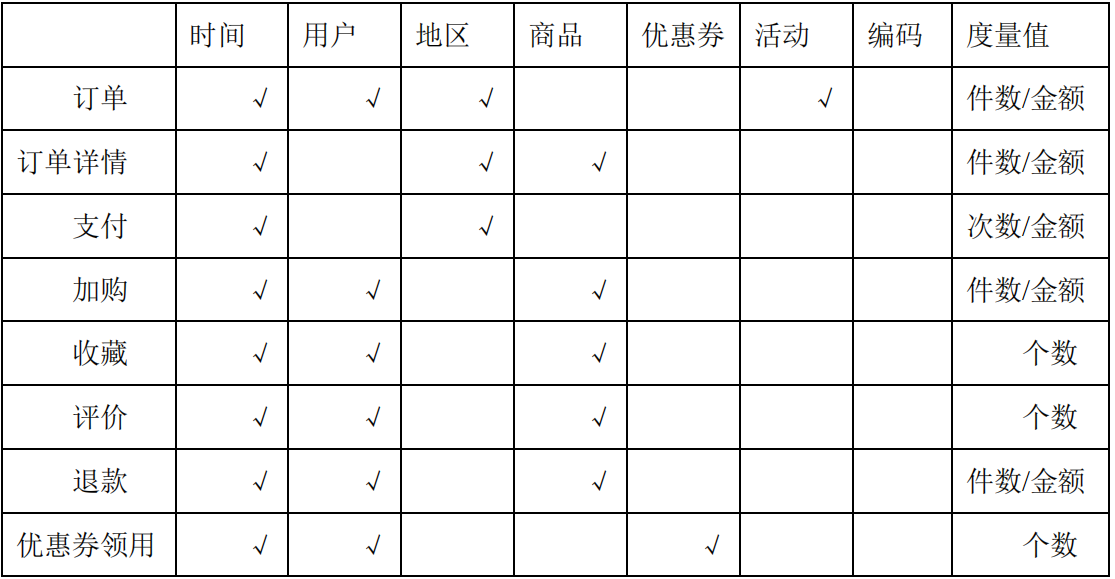 时间 用户 地区 商品 优惠券 活动 编码 度量值
订单 √ √ √ √ 件数/金额
订单详情 √ √ √ 件数/金额
支付 √ √ 次数/金额
加购 √ √ √ 件数/金额
收藏 √ √ √ 个数
评价 √ √ √ 个数
退款 √ √ √ 件数/金额
优惠券领用 √ √ √ 个数